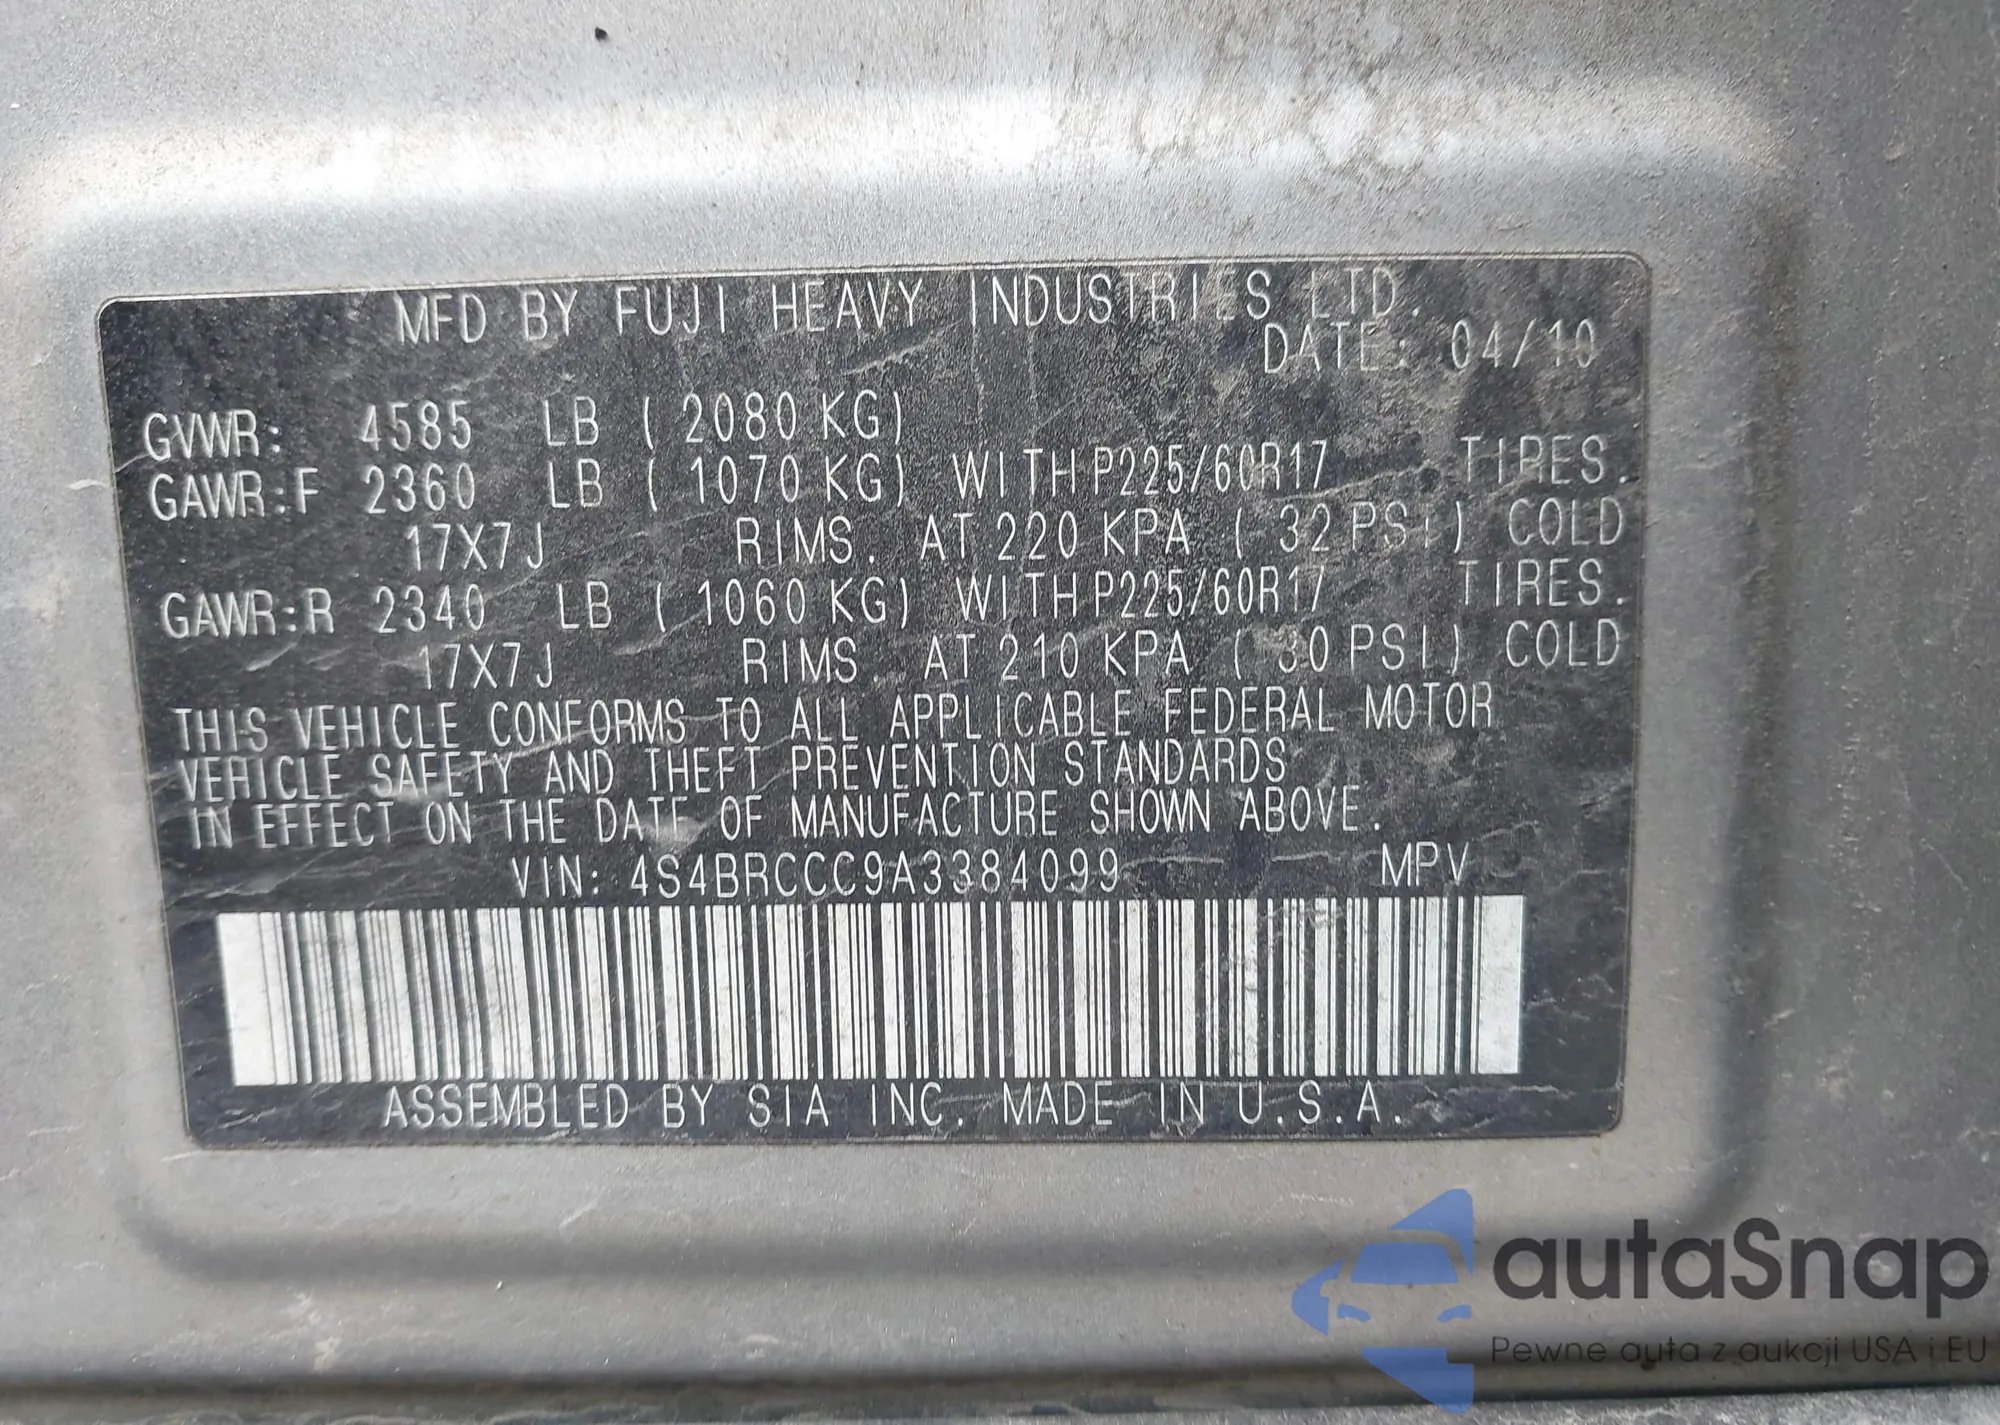 MFD BY FUJI HEAVY INDUSTRIES LTD.
DATE: 04/10
GVWR: 4585 LB ( 2080 KG)
GAWR:F 2360 LB ( 1070 KG) WITH P225/60R17 TIRES.
17X7J RIMS. AT 220 KPA ( 32 PSI) COLD
GAWR:R 2340 LB ( 1060 KG) WITH P225/60R17 TIRES.
17X7J RIMS. AT 210 KPA ( 30 PSI) COLD
THIS VEHICLE CONFORMS TO ALL APPLICABLE FEDERAL MOTOR
VEHICLE SAFETY AND THEFT PREVENTION STANDARDS
IN EFFECT ON THE DATE OF MANUFACTURE SHOWN ABOVE.
VIN: 4S4BRCCC9A3384099 MPV
ASSEMBLED BY SIA INC. MADE IN U.S.A.
autaSnap
Pewne auta z aukcji USA i EU